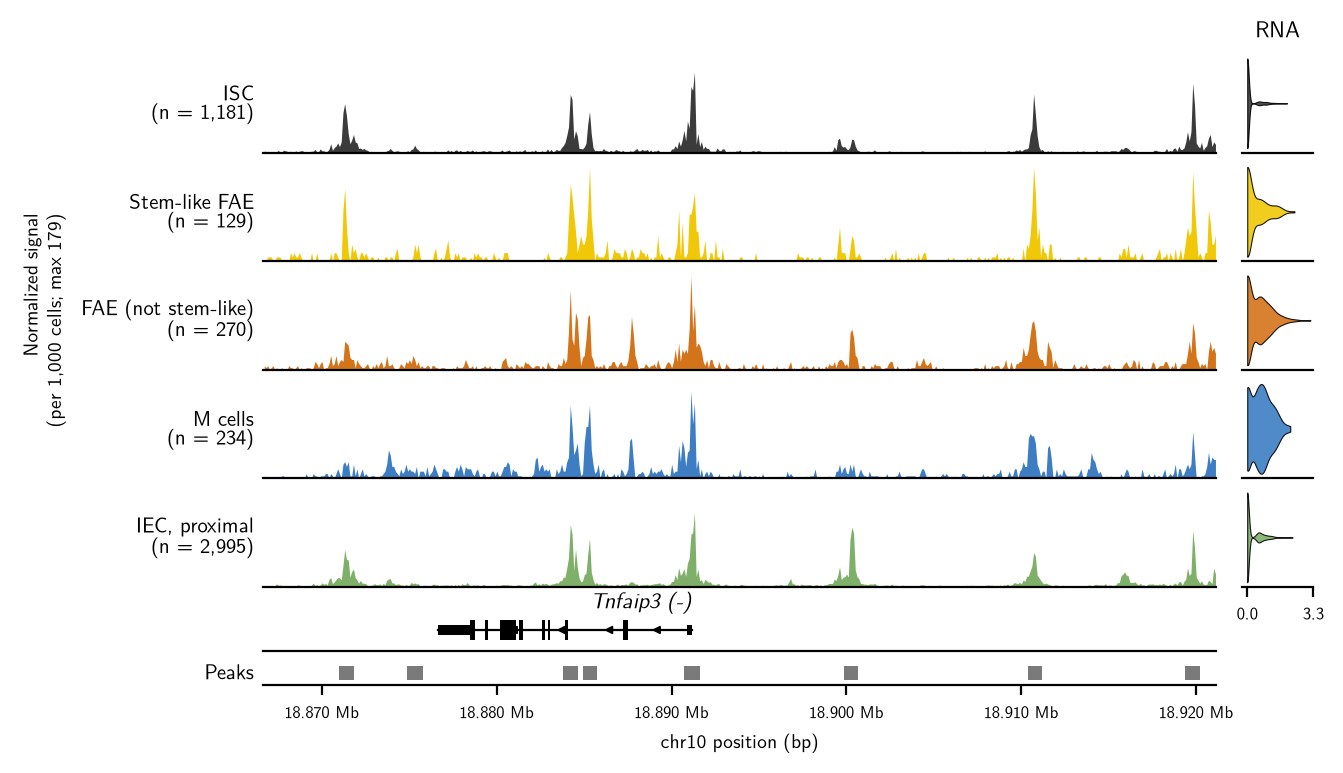 RNA
ISC
(n = 1,181)
Stem-like FAE
(n = 129)
Normalized signal
(per 1,000 cells; max 179)
FAE (not stem-like)
(n = 270)
M cells
(n = 234)
IEC, proximal
(n = 2,995)
Tnfaip3 (-)
0.0 3.3
Peaks
18.870 Mb 18.880 Mb 18.890 Mb 18.900 Mb 18.910 Mb 18.920 Mb
chr10 position (bp)